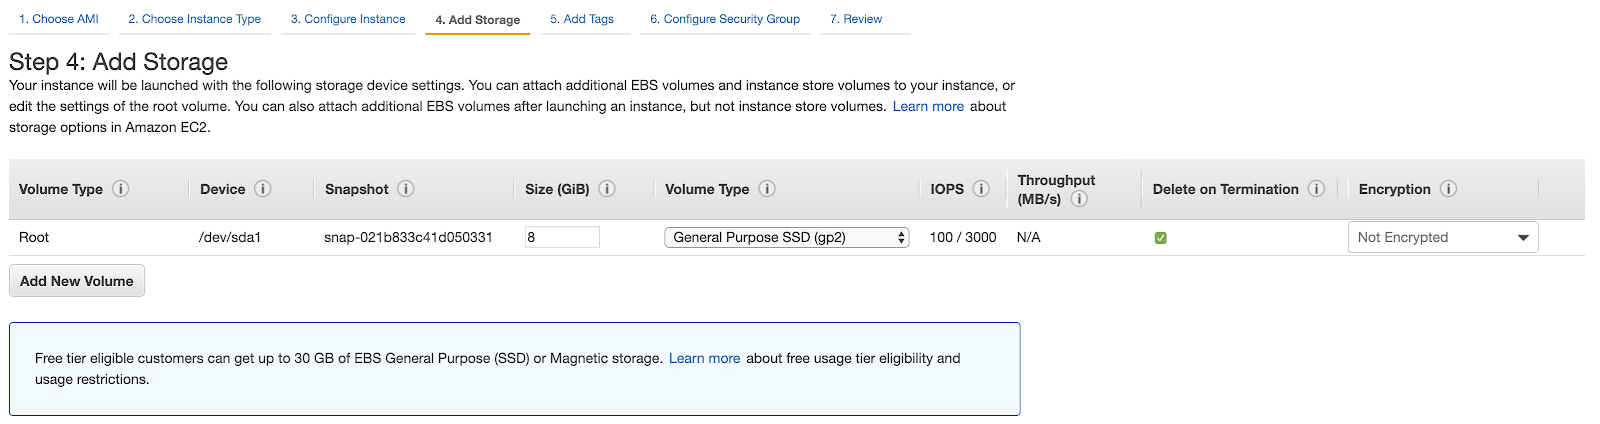 1. Choose AMI 2. Choose Instance Type 3. Configure Instance 4. Add Storage 5. Add Tags 6. Configure Security Group 7. Review
Step 4: Add Storage
Your instance will be launched with the following storage device settings. You can attach additional EBS volumes and instance store volumes to your instance, or
edit the settings of the root volume. You can also attach additional EBS volumes after launching an instance, but not instance store volumes. Learn more about
storage options in Amazon EC2.
Volume Type i Device i Snapshot i Size (GiB) i Volume Type i IOPS i Throughput (MB/s) i Delete on Termination i Encryption i
Root /dev/sda1 snap-021b833c41d050331 8 General Purpose SSD (gp2) 100 / 3000 N/A Not Encrypted
Add New Volume
Free tier eligible customers can get up to 30 GB of EBS General Purpose (SSD) or Magnetic storage. Learn more about free usage tier eligibility and
usage restrictions.